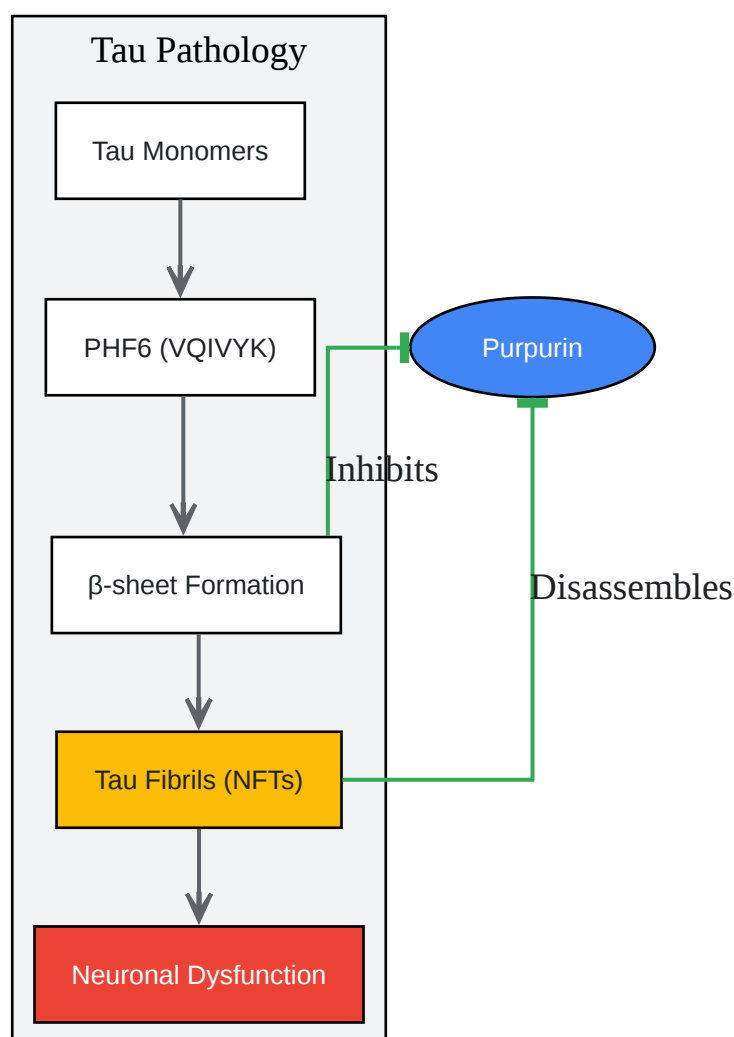 Tau Pathology
Tau Monomers
PHF6 (VQIVYK)
Purpurin
Inhibits
β-sheet Formation
Disassembles
Tau Fibrils (NFTs)
Neuronal Dysfunction